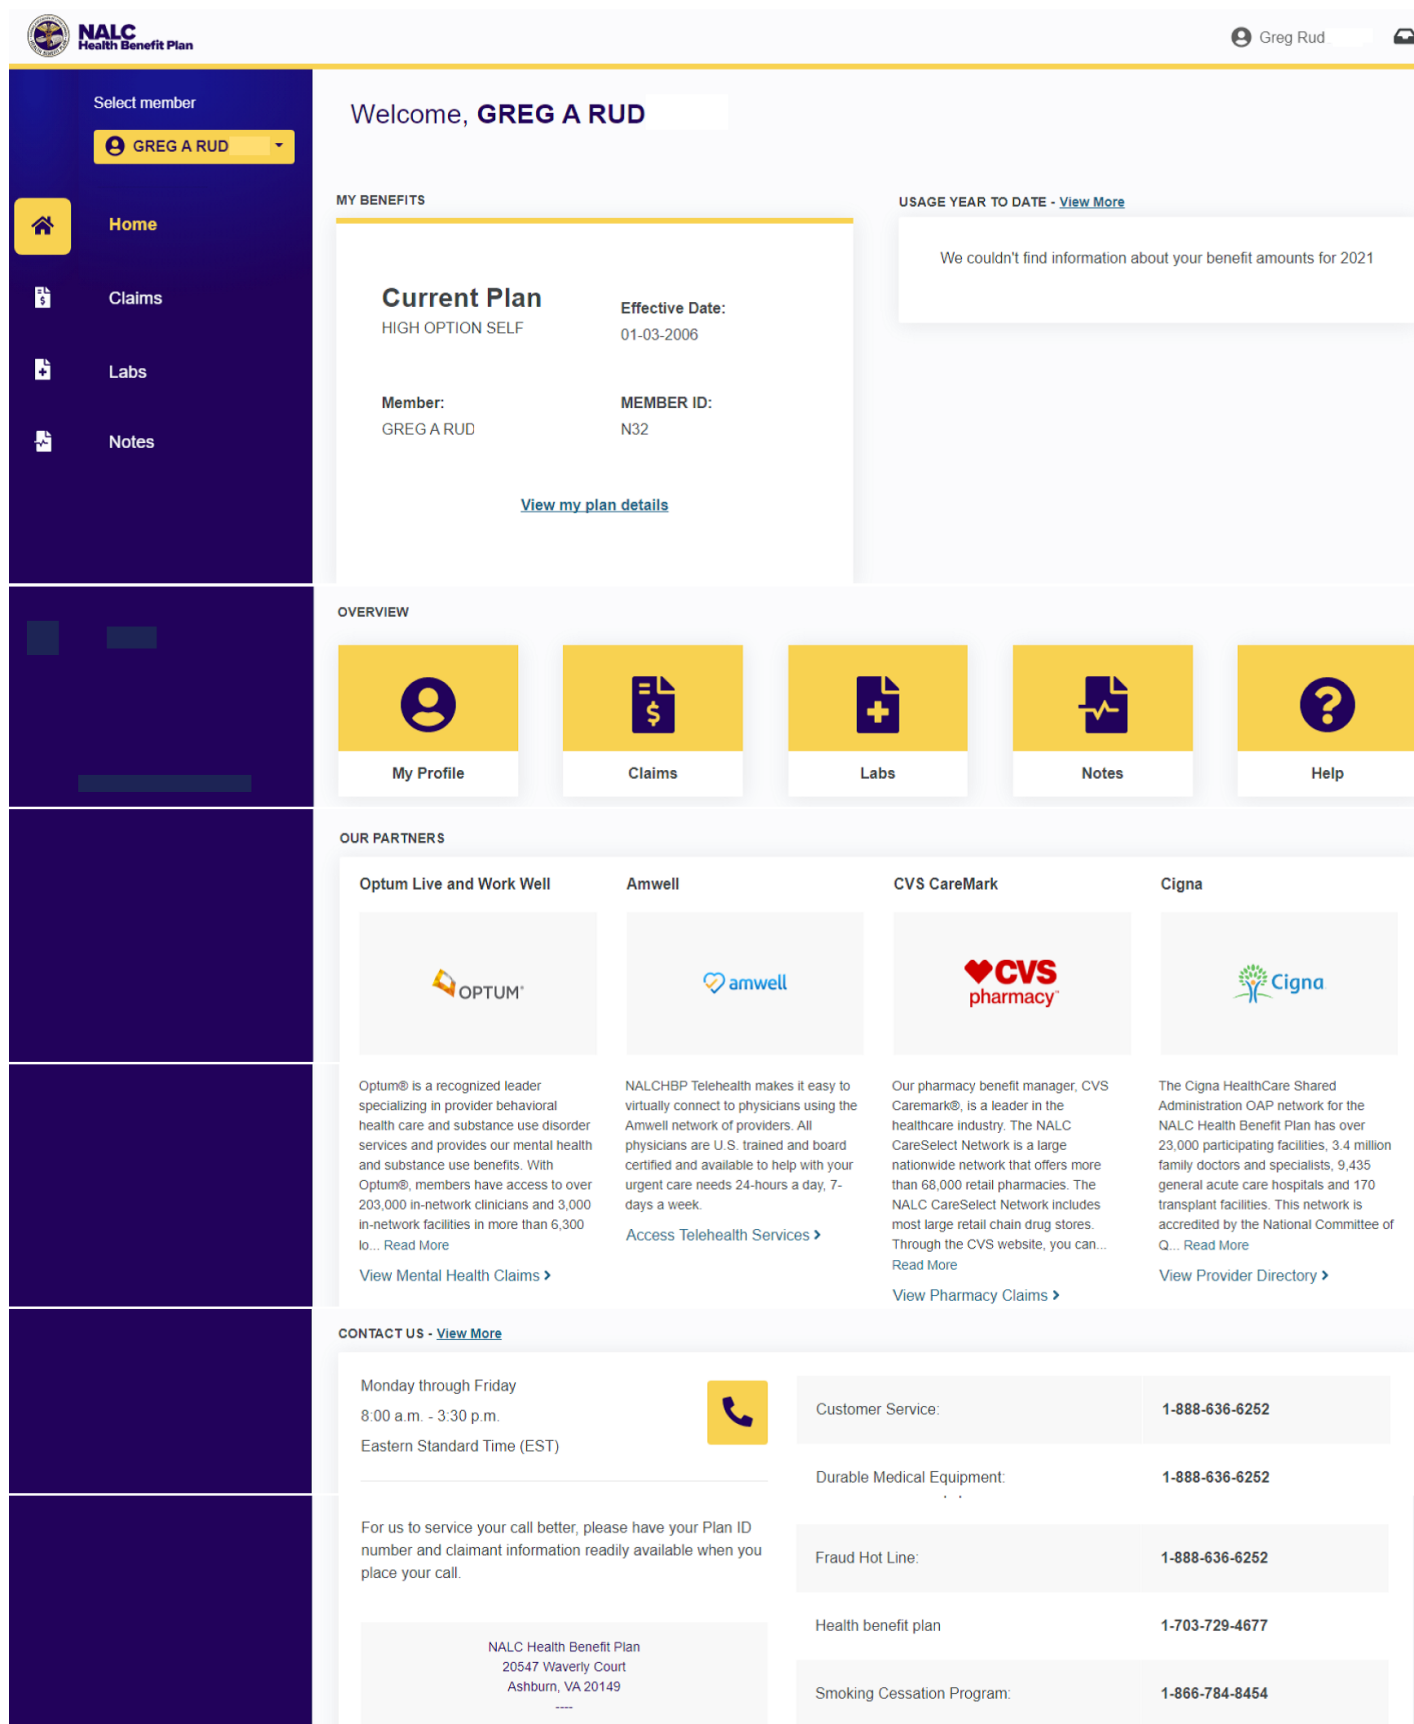 NALC
Health Benefit Plan
Greg Rud
Select member
GREG A RUD
Home
Claims
Labs
Notes
Welcome, GREG A RUD
MY BENEFITS
Current Plan
HIGH OPTION SELF
Effective Date:
01-03-2006
Member:
GREG A RUD
MEMBER ID:
N32
View my plan details
USAGE YEAR TO DATE - View More
We couldn't find information about your benefit amounts for 2021
OVERVIEW
My Profile
Claims
Labs
Notes
Help
OUR PARTNERS
Optum Live and Work Well
OPTUM®
Optum® is a recognized leader
specializing in provider behavioral
health care and substance use disorder
services and provides our mental health
and substance use benefits. With
Optum®, members have access to over
203,000 in-network clinicians and 3,000
in-network facilities in more than 6,300
lo... Read More
View Mental Health Claims >
Amwell
amwell
NALCHBP Telehealth makes it easy to
virtually connect to physicians using the
Amwell network of providers. All
physicians are U.S. trained and board
certified and available to help with your
urgent care needs 24-hours a day, 7-
days a week.
Access Telehealth Services >
CVS CareMark
CVS
pharmacy
Our pharmacy benefit manager, CVS
Caremark®, is a leader in the
healthcare industry. The NALC
CareSelect Network is a large
nationwide network that offers more
than 68,000 retail pharmacies. The
NALC CareSelect Network includes
most large retail chain drug stores.
Through the CVS website, you can...
Read More
View Pharmacy Claims >
Cigna
Cigna
The Cigna HealthCare Shared
Administration OAP network for the
NALC Health Benefit Plan has over
23,000 participating facilities, 3.4 million
family doctors and specialists, 9,435
general acute care hospitals and 170
transplant facilities. This network is
accredited by the National Committee of
Q... Read More
View Provider Directory >
CONTACT US - View More
Monday through Friday
8:00 a.m. - 3:30 p.m.
Eastern Standard Time (EST)
For us to service your call better, please have your Plan ID
number and claimant information readily available when you
place your call.
NALC Health Benefit Plan
20547 Waverly Court
Ashburn, VA 20149
----
Customer Service: 1-888-636-6252
Durable Medical Equipment: 1-888-636-6252
Fraud Hot Line: 1-888-636-6252
Health benefit plan 1-703-729-4677
Smoking Cessation Program: 1-866-784-8454